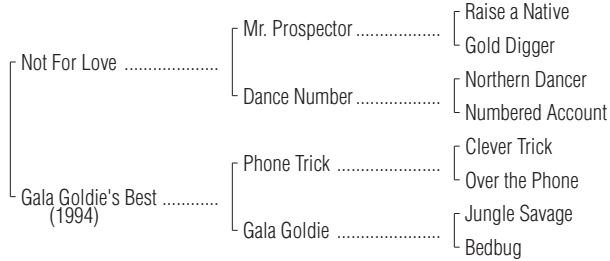 Raise a Native
Mr. Prospector ...................
Gold Digger
Not For Love .....................
Northern Dancer
Dance Number ...................
Numbered Account
Clever Trick
Phone Trick .......................
Over the Phone
Gala Goldie's Best ............
(1994)
Jungle Savage
Gala Goldie .......................
Bedbug